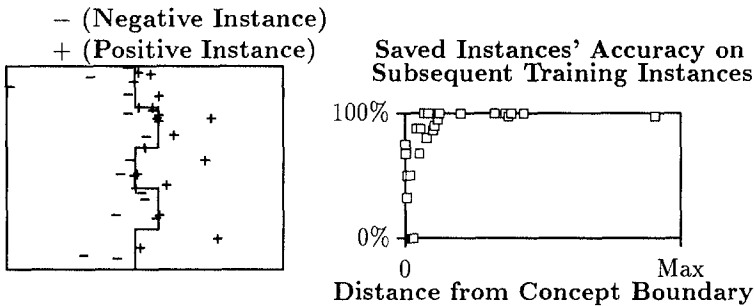 − (Negative Instance)
+ (Positive Instance)
Saved Instances' Accuracy on
Subsequent Training Instances
100%
0%
0
Max
Distance from Concept Boundary